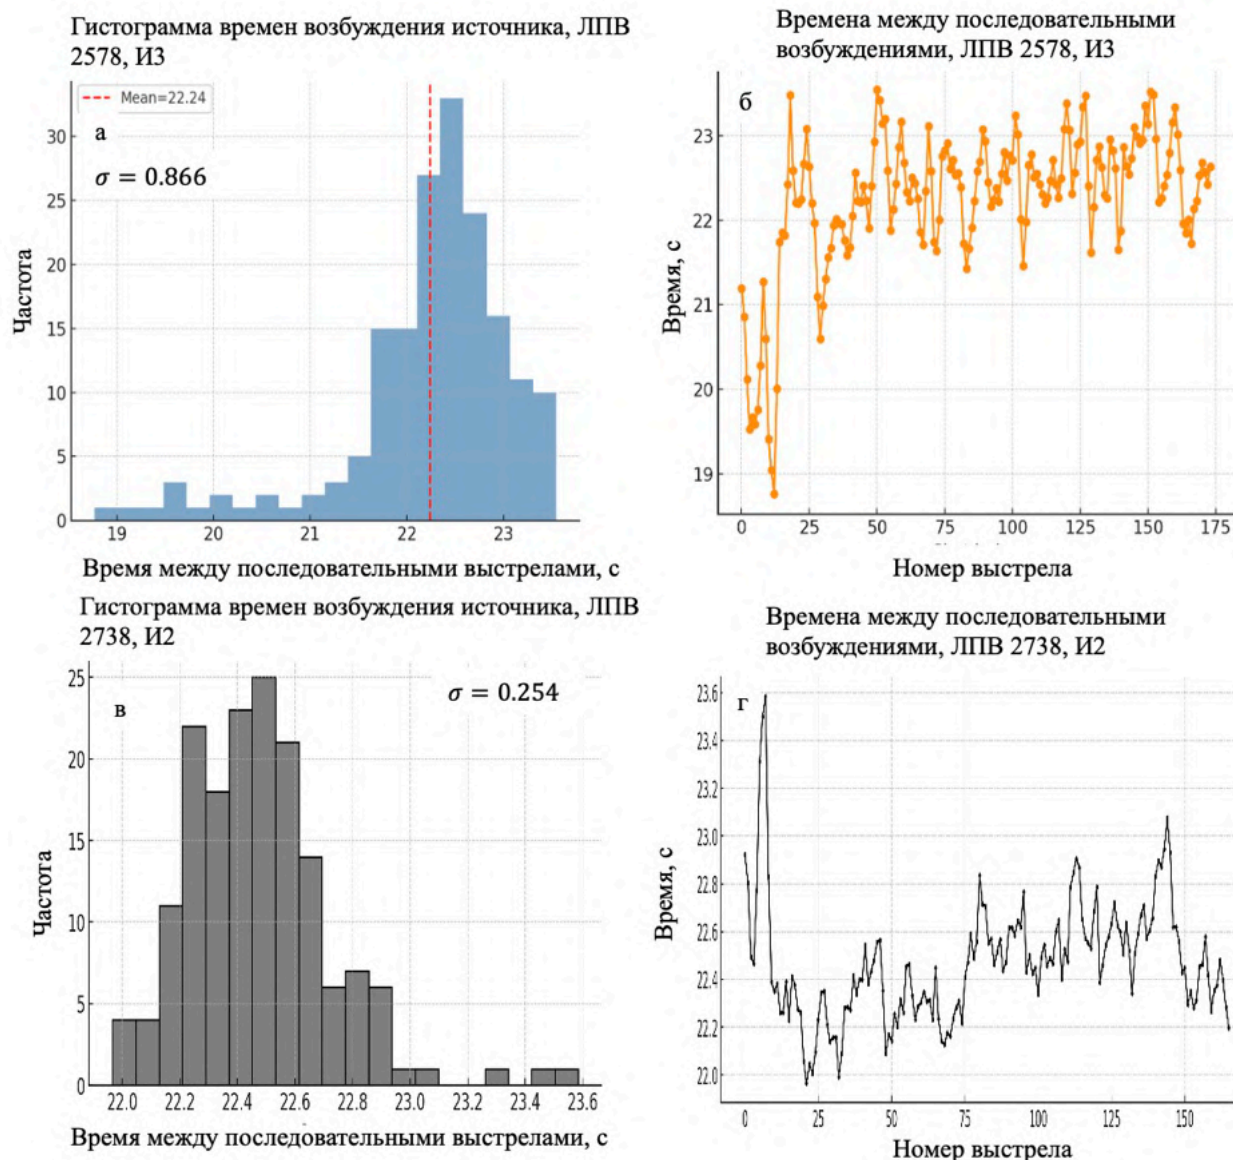 Гистограмма времен возбуждения источника, ЛПВ
2578, ИЗ
Mean=22.24
а
σ = 0.866
30
25
20
15
10
5
0
Частота
19 20 21 22 23
Время между последовательными выстрелами, с
Времена между последовательными
возбуждениями, ЛПВ 2578, ИЗ
б
23
22
21
20
19
Время, с
0 25 50 75 100 125 150 175
Номер выстрела
Гистограмма времен возбуждения источника, ЛПВ
2738, И2
в
σ = 0.254
25
20
15
10
5
0
Частота
22.0 22.2 22.4 22.6 22.8 23.0 23.2 23.4 23.6
Время между последовательными выстрелами, с
Времена между последовательными
возбуждениями, ЛПВ 2738, И2
г
23.6
23.4
23.2
23.0
22.8
22.6
22.4
22.2
22.0
Время, с
0 25 50 75 100 125 150
Номер выстрела